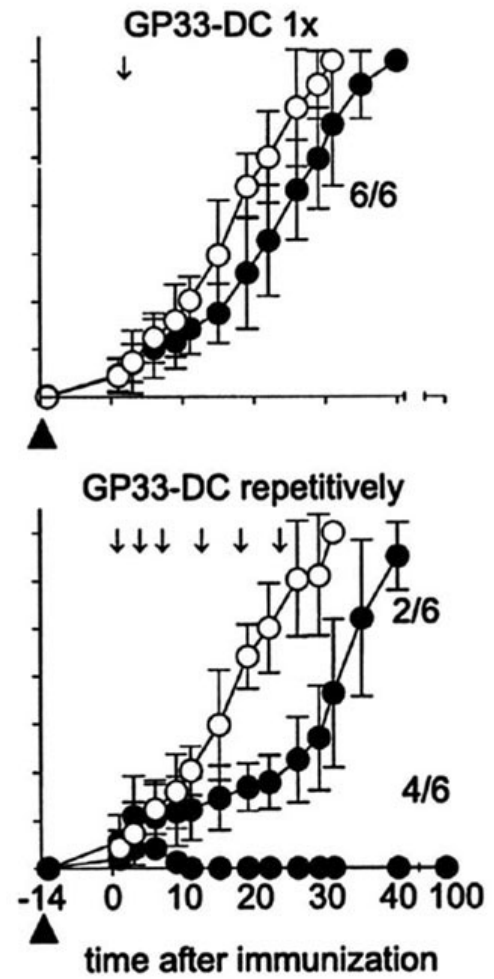 GP33-DC 1x
6/6
GP33-DC repetitively
2/6
4/6
-14 0 10 20 30 40 100
time after immunization